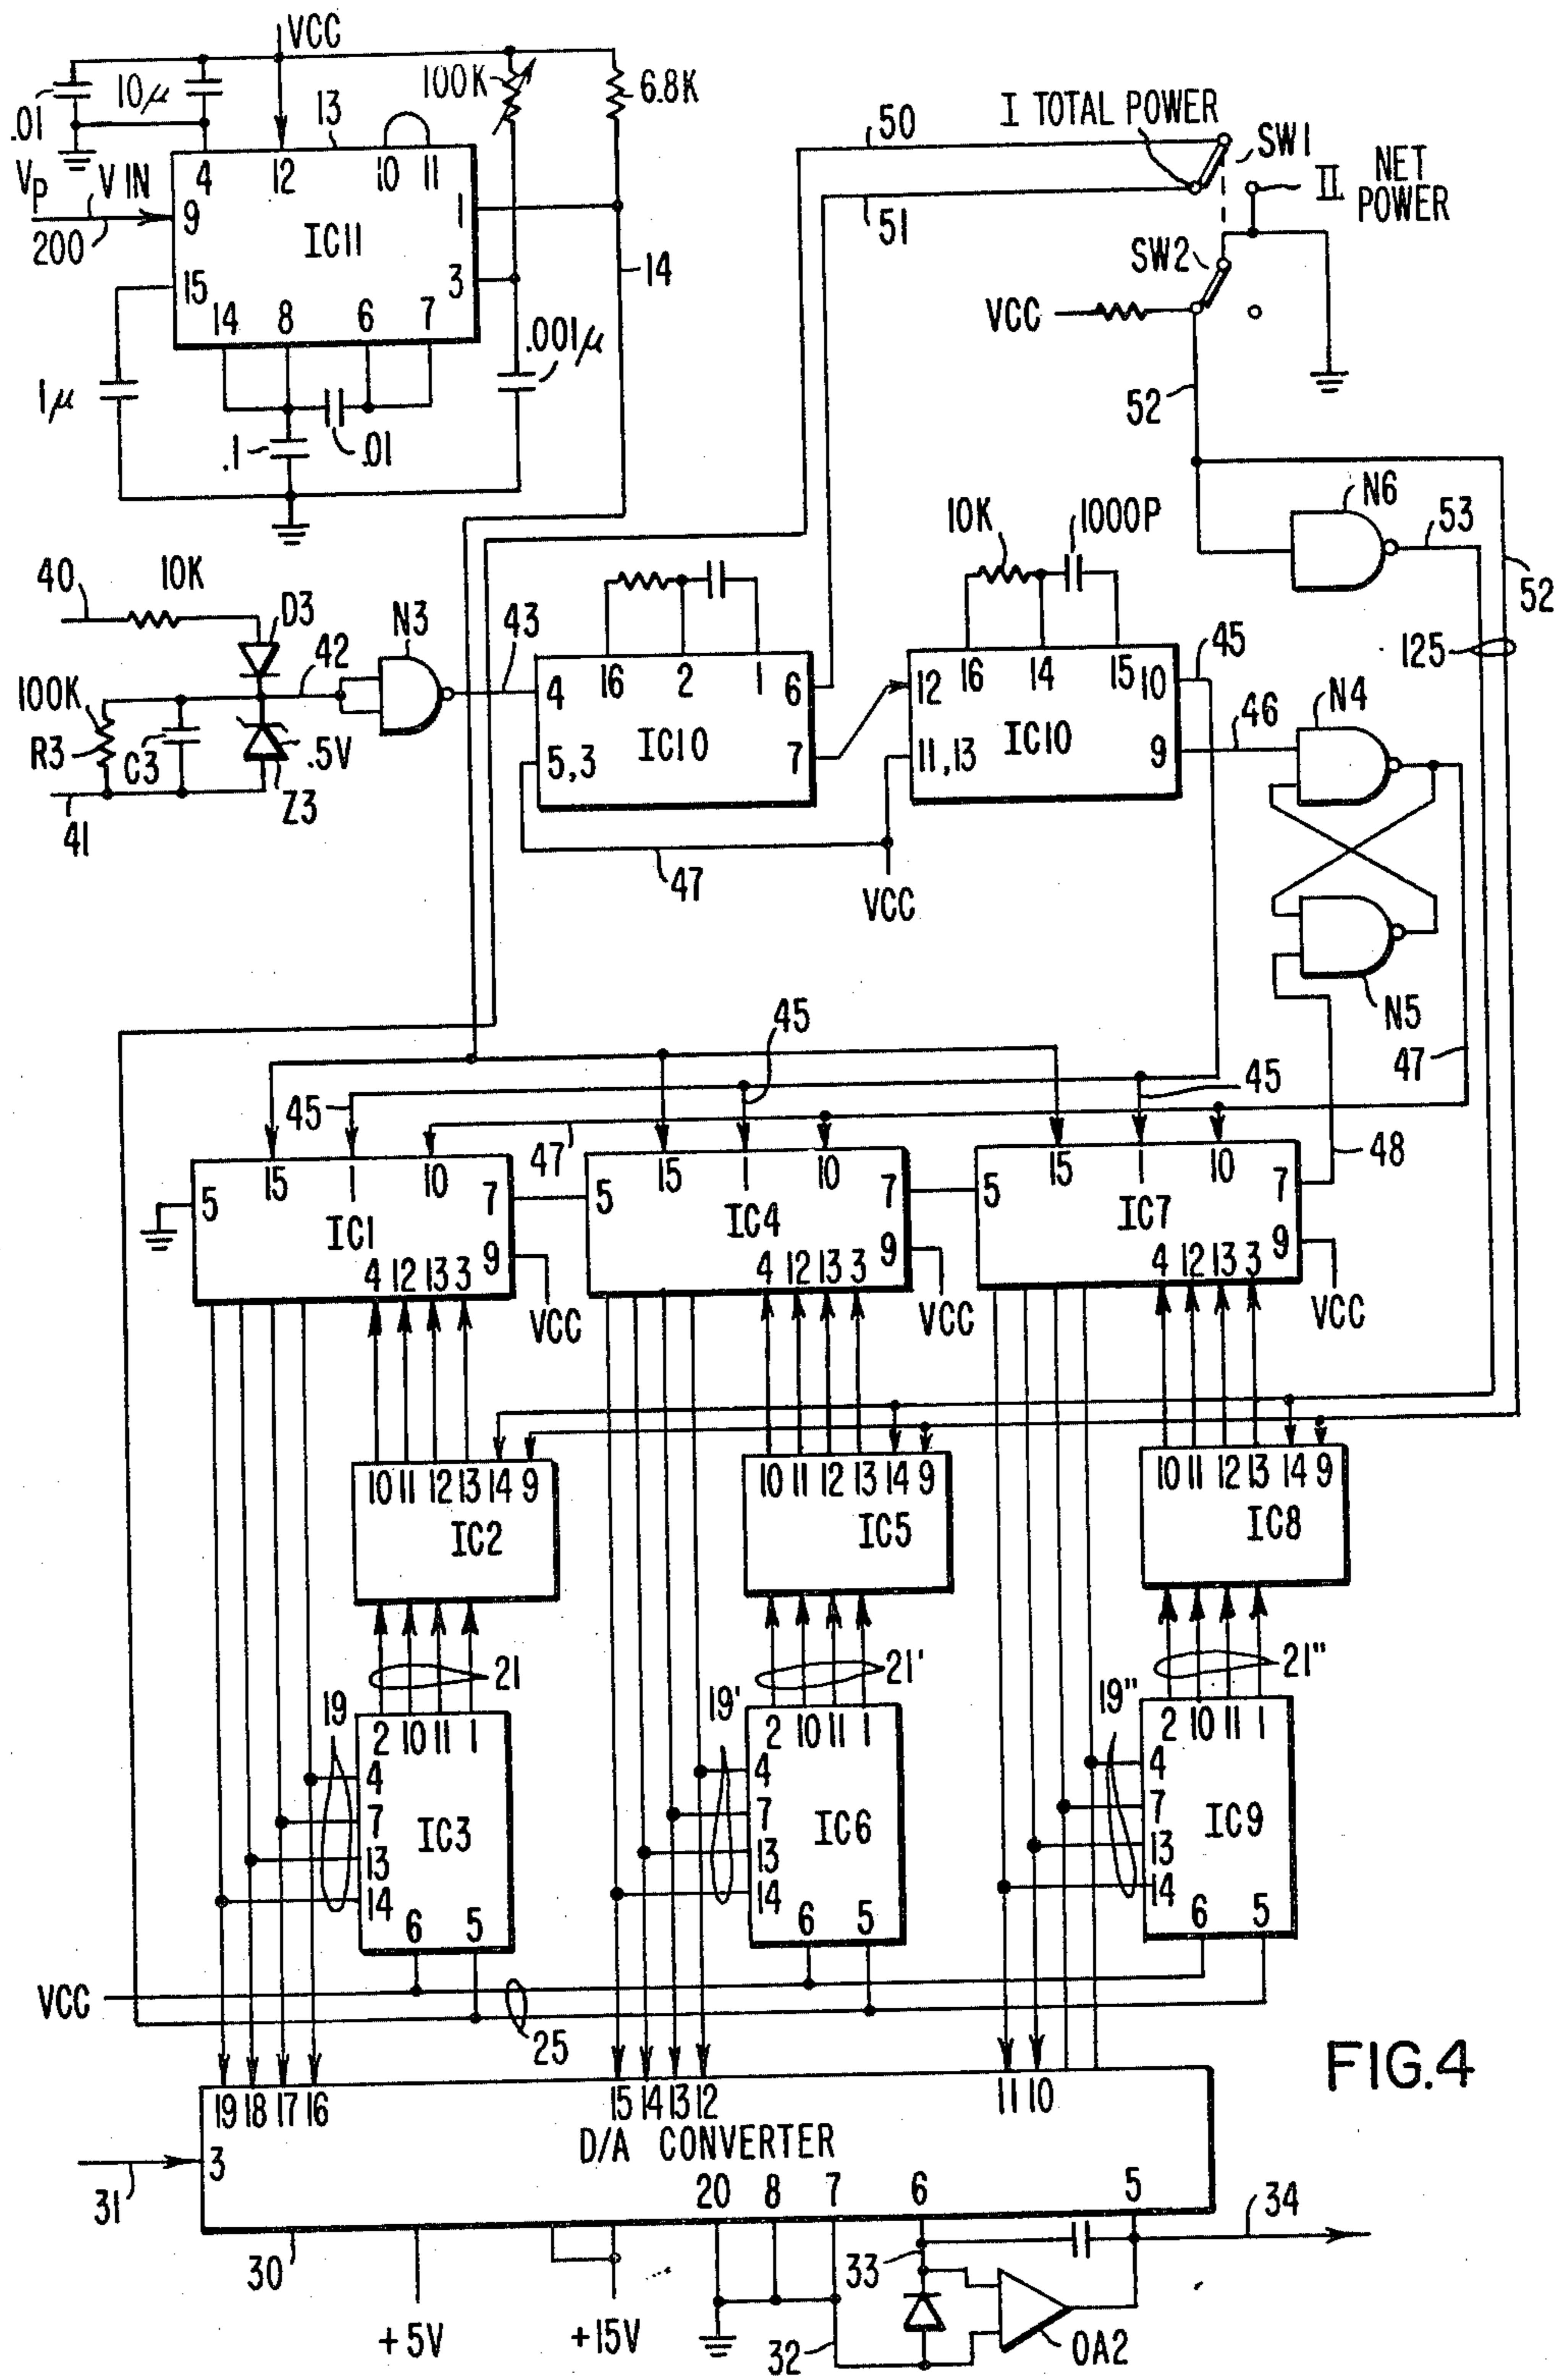 VCC
.01
10μ
13
100K
6.8K
4 12 10 11
VP
V IN
200
9
IC11
1
3
15
14 8 6 7
14
.001μ
1μ
.1
.01
50
51
I TOTAL POWER
SW1
II NET
POWER
SW2
VCC
52
N6
53
52
125
40
10K
D3
42
N3
43
100K
R3
C3
.5V
Z3
41
4
16 2 1
6
5,3
IC10
7
47
VCC
10K
1000P
12
16 14 15
10
11,13
IC10
9
45
46
N4
N5
47
48
45
45
45
47
5
15 1 10
7
IC1
4 12 13 3
9
VCC
5
15 1 10
7
IC4
4 12 13 3
9
VCC
5
15 1 10
7
IC7
4 12 13 3
9
VCC
10 11 12 13 14 9
IC2
10 11 12 13 14 9
IC5
10 11 12 13 14 9
IC8
21
21'
21"
19
19'
19"
2 10 11 1
4
7
13
14
IC3
6 5
2 10 11 1
4
7
13
14
IC6
6 5
2 10 11 1
4
7
13
14
IC9
6 5
VCC
25
FIG.4
19 18 17 16
15 14 13 12
11 10
D/A CONVERTER
3
31
20 8 7 6 5
30
+5V
+15V
32
33
34
OA2